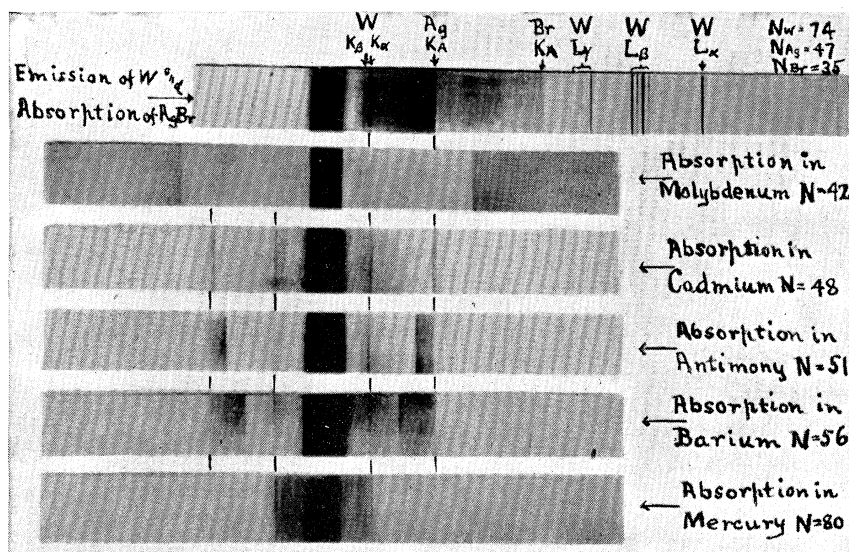 W Ag Br W W W
Kβ Kα KA KA Lγ Lβ Lα
NW=74
NAg=47
NBr=35
Emission of W and
Absorption of AgBr
Absorption in
Molybdenum N=42
Absorption in
Cadmium N=48
Absorption in
Antimony N=51
Absorption in
Barium N=56
Absorption in
Mercury N=80